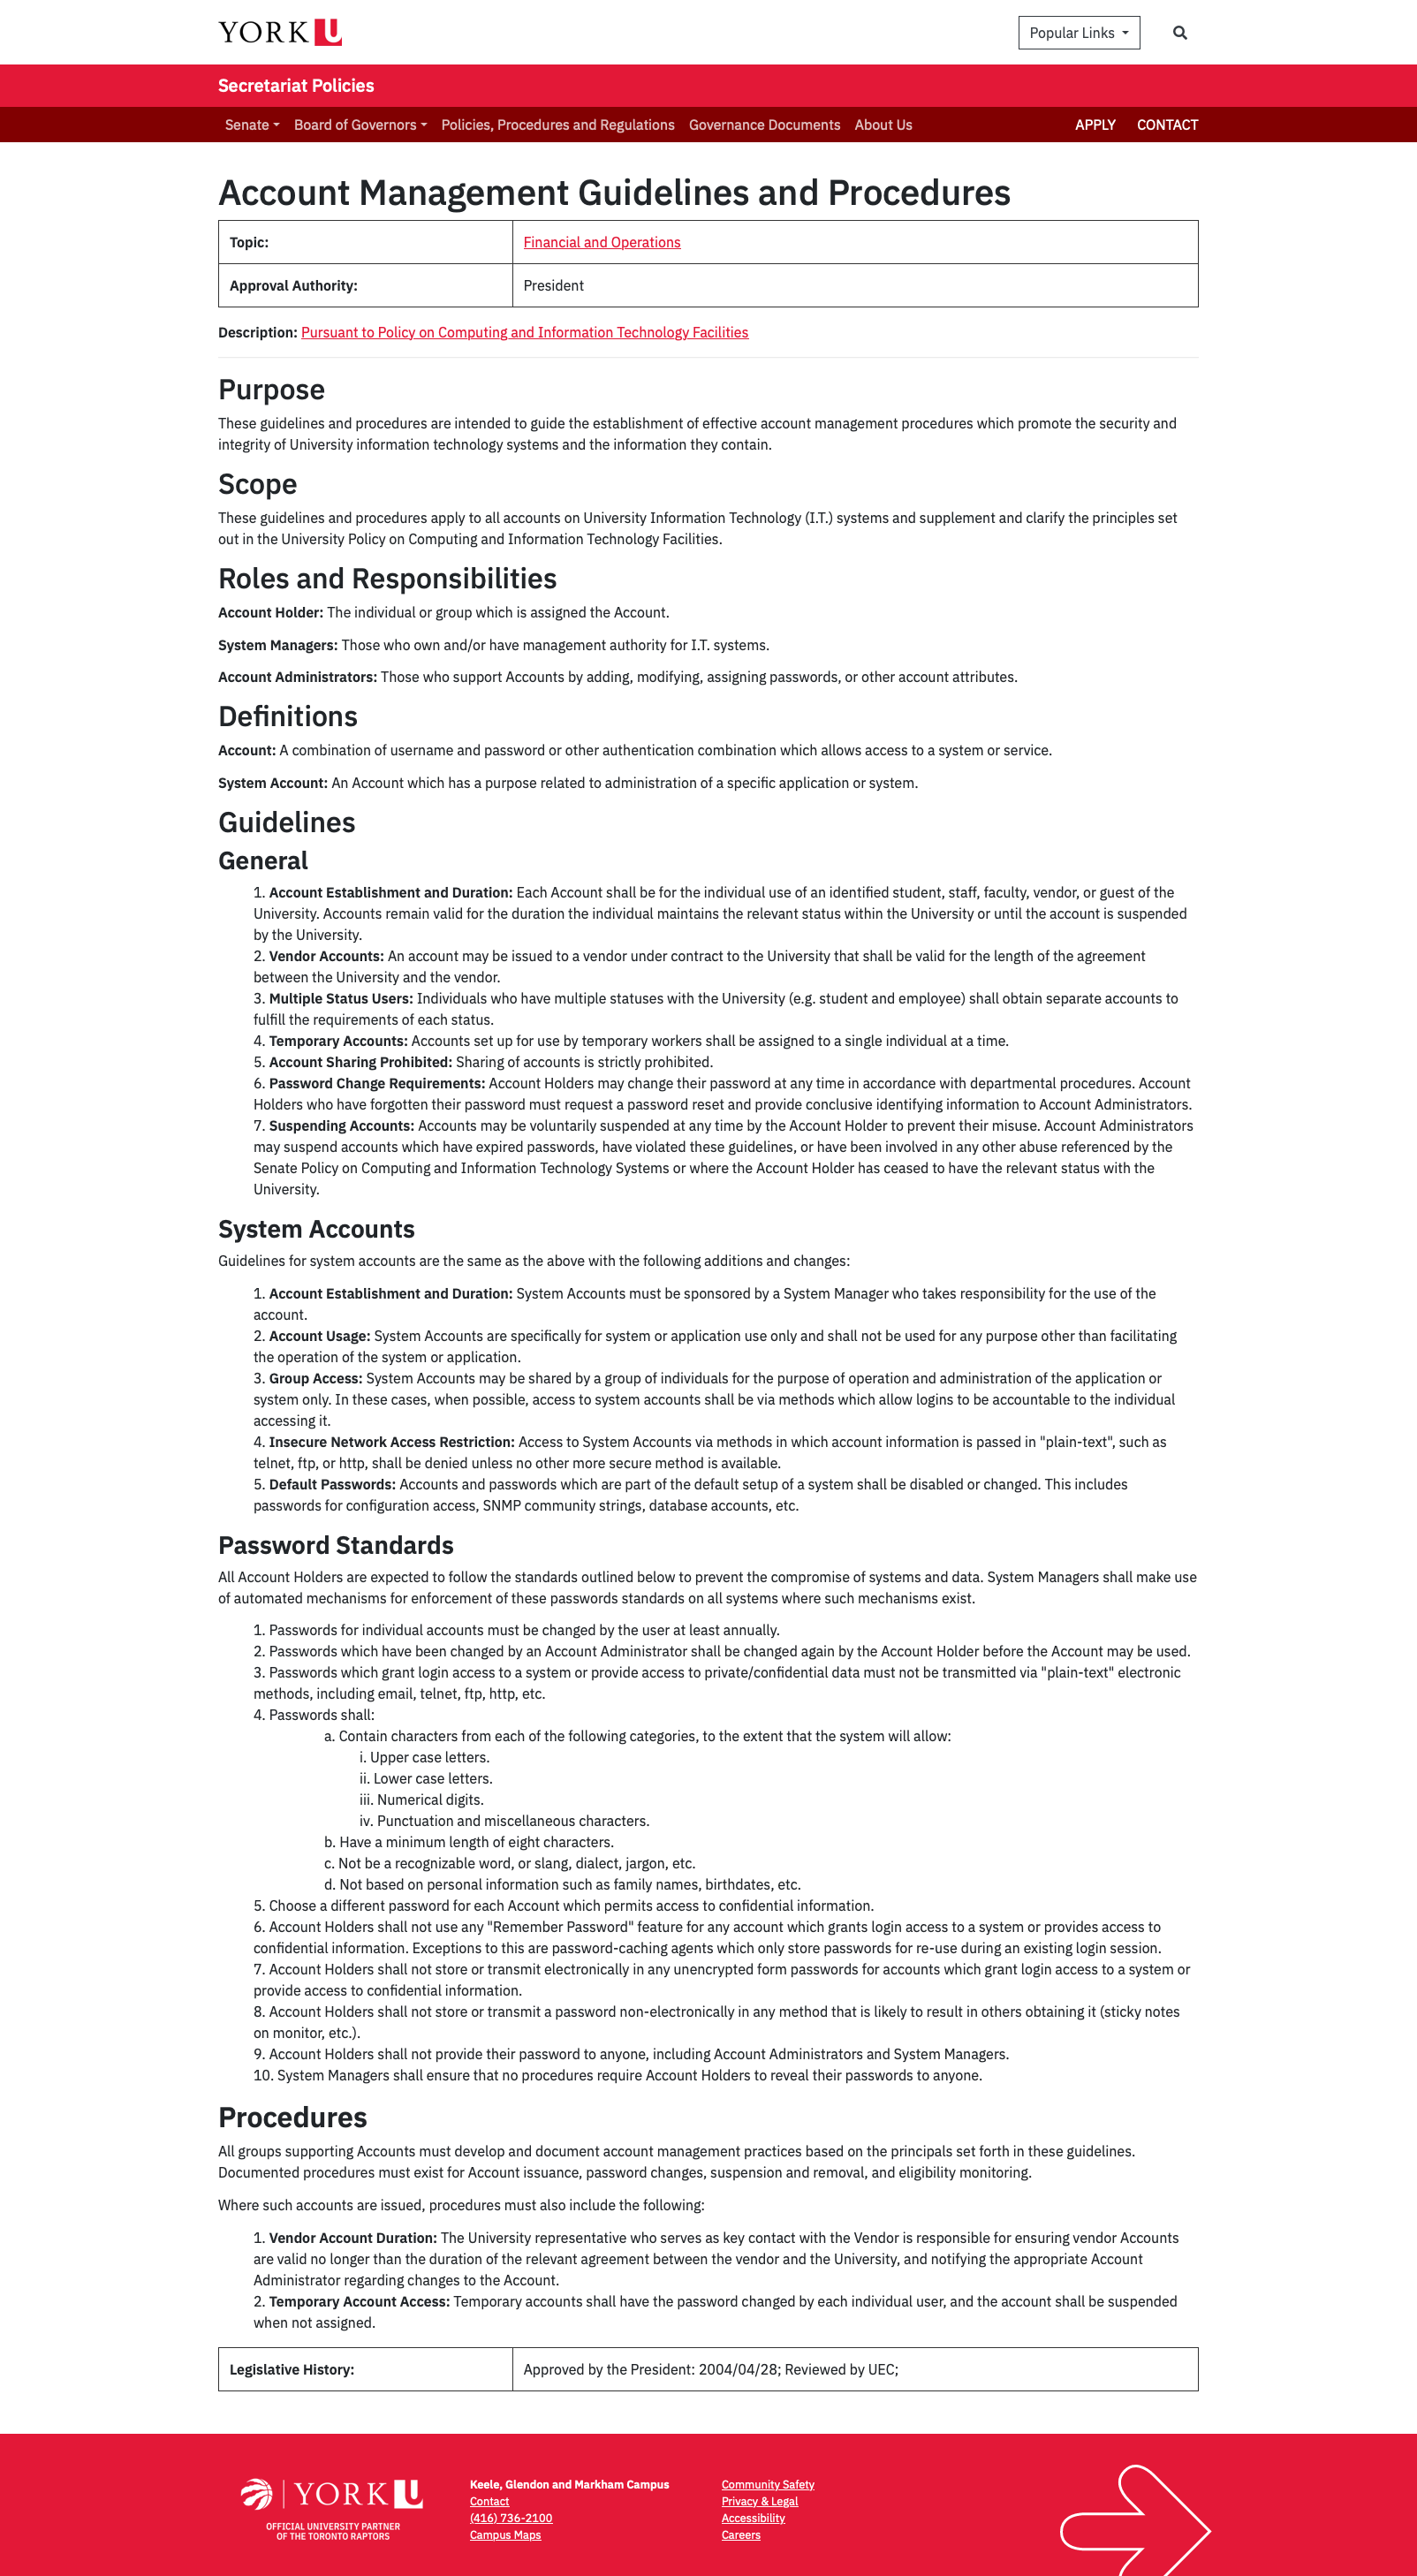 YORK U
Popular Links
Secretariat Policies
Senate Board of Governors Policies, Procedures and Regulations Governance Documents About Us APPLY CONTACT
Account Management Guidelines and Procedures
Topic: Financial and Operations
Approval Authority: President
Description: Pursuant to Policy on Computing and Information Technology Facilities
Purpose
These guidelines and procedures are intended to guide the establishment of effective account management procedures which promote the security and
integrity of University information technology systems and the information they contain.
Scope
These guidelines and procedures apply to all accounts on University Information Technology (I.T.) systems and supplement and clarify the principles set
out in the University Policy on Computing and Information Technology Facilities.
Roles and Responsibilities
Account Holder: The individual or group which is assigned the Account.
System Managers: Those who own and/or have management authority for I.T. systems.
Account Administrators: Those who support Accounts by adding, modifying, assigning passwords, or other account attributes.
Definitions
Account: A combination of username and password or other authentication combination which allows access to a system or service.
System Account: An Account which has a purpose related to administration of a specific application or system.
Guidelines
General
1. Account Establishment and Duration: Each Account shall be for the individual use of an identified student, staff, faculty, vendor, or guest of the
University. Accounts remain valid for the duration the individual maintains the relevant status within the University or until the account is suspended
by the University.
2. Vendor Accounts: An account may be issued to a vendor under contract to the University that shall be valid for the length of the agreement
between the University and the vendor.
3. Multiple Status Users: Individuals who have multiple statuses with the University (e.g. student and employee) shall obtain separate accounts to
fulfill the requirements of each status.
4. Temporary Accounts: Accounts set up for use by temporary workers shall be assigned to a single individual at a time.
5. Account Sharing Prohibited: Sharing of accounts is strictly prohibited.
6. Password Change Requirements: Account Holders may change their password at any time in accordance with departmental procedures. Account
Holders who have forgotten their password must request a password reset and provide conclusive identifying information to Account Administrators.
7. Suspending Accounts: Accounts may be voluntarily suspended at any time by the Account Holder to prevent their misuse. Account Administrators
may suspend accounts which have expired passwords, have violated these guidelines, or have been involved in any other abuse referenced by the
Senate Policy on Computing and Information Technology Systems or where the Account Holder has ceased to have the relevant status with the
University.
System Accounts
Guidelines for system accounts are the same as the above with the following additions and changes:
1. Account Establishment and Duration: System Accounts must be sponsored by a System Manager who takes responsibility for the use of the
account.
2. Account Usage: System Accounts are specifically for system or application use only and shall not be used for any purpose other than facilitating
the operation of the system or application.
3. Group Access: System Accounts may be shared by a group of individuals for the purpose of operation and administration of the application or
system only. In these cases, when possible, access to system accounts shall be via methods which allow logins to be accountable to the individual
accessing it.
4. Insecure Network Access Restriction: Access to System Accounts via methods in which account information is passed in "plain-text", such as
telnet, ftp, or http, shall be denied unless no other more secure method is available.
5. Default Passwords: Accounts and passwords which are part of the default setup of a system shall be disabled or changed. This includes
passwords for configuration access, SNMP community strings, database accounts, etc.
Password Standards
All Account Holders are expected to follow the standards outlined below to prevent the compromise of systems and data. System Managers shall make use
of automated mechanisms for enforcement of these passwords standards on all systems where such mechanisms exist.
1. Passwords for individual accounts must be changed by the user at least annually.
2. Passwords which have been changed by an Account Administrator shall be changed again by the Account Holder before the Account may be used.
3. Passwords which grant login access to a system or provide access to private/confidential data must not be transmitted via "plain-text" electronic
methods, including email, telnet, ftp, http, etc.
4. Passwords shall:
a. Contain characters from each of the following categories, to the extent that the system will allow:
i. Upper case letters.
ii. Lower case letters.
iii. Numerical digits.
iv. Punctuation and miscellaneous characters.
b. Have a minimum length of eight characters.
c. Not be a recognizable word, or slang, dialect, jargon, etc.
d. Not based on personal information such as family names, birthdates, etc.
5. Choose a different password for each Account which permits access to confidential information.
6. Account Holders shall not use any "Remember Password" feature for any account which grants login access to a system or provides access to
confidential information. Exceptions to this are password-caching agents which only store passwords for re-use during an existing login session.
7. Account Holders shall not store or transmit electronically in any unencrypted form passwords for accounts which grant login access to a system or
provide access to confidential information.
8. Account Holders shall not store or transmit a password non-electronically in any method that is likely to result in others obtaining it (sticky notes
on monitor, etc.).
9. Account Holders shall not provide their password to anyone, including Account Administrators and System Managers.
10. System Managers shall ensure that no procedures require Account Holders to reveal their passwords to anyone.
Procedures
All groups supporting Accounts must develop and document account management practices based on the principals set forth in these guidelines.
Documented procedures must exist for Account issuance, password changes, suspension and removal, and eligibility monitoring.
Where such accounts are issued, procedures must also include the following:
1. Vendor Account Duration: The University representative who serves as key contact with the Vendor is responsible for ensuring vendor Accounts
are valid no longer than the duration of the relevant agreement between the vendor and the University, and notifying the appropriate Account
Administrator regarding changes to the Account.
2. Temporary Account Access: Temporary accounts shall have the password changed by each individual user, and the account shall be suspended
when not assigned.
Legislative History: Approved by the President: 2004/04/28; Reviewed by UEC;
YORK U
OFFICIAL UNIVERSITY PARTNER
OF THE TORONTO RAPTORS
Keele, Glendon and Markham Campus
Contact
(416) 736-2100
Campus Maps
Community Safety
Privacy & Legal
Accessibility
Careers